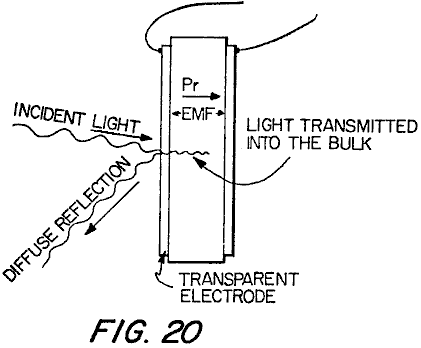 Pr
EMF
INCIDENT LIGHT
LIGHT TRANSMITTED
INTO THE BULK
DIFFUSE REFLECTION
TRANSPARENT
ELECTRODE
FIG. 20